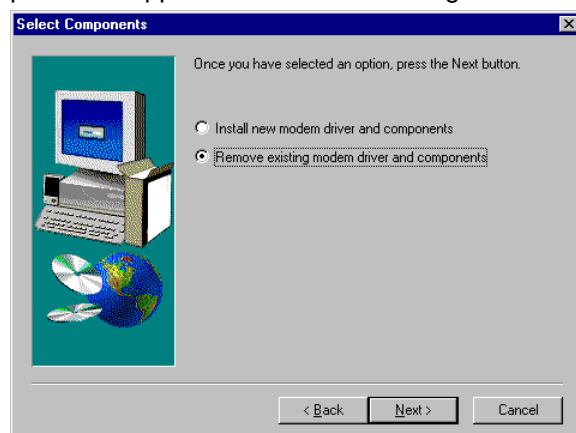 Select Components
Once you have selected an option, press the Next button.
Install new modem driver and components
Remove existing modem driver and components
< Back
Next >
Cancel